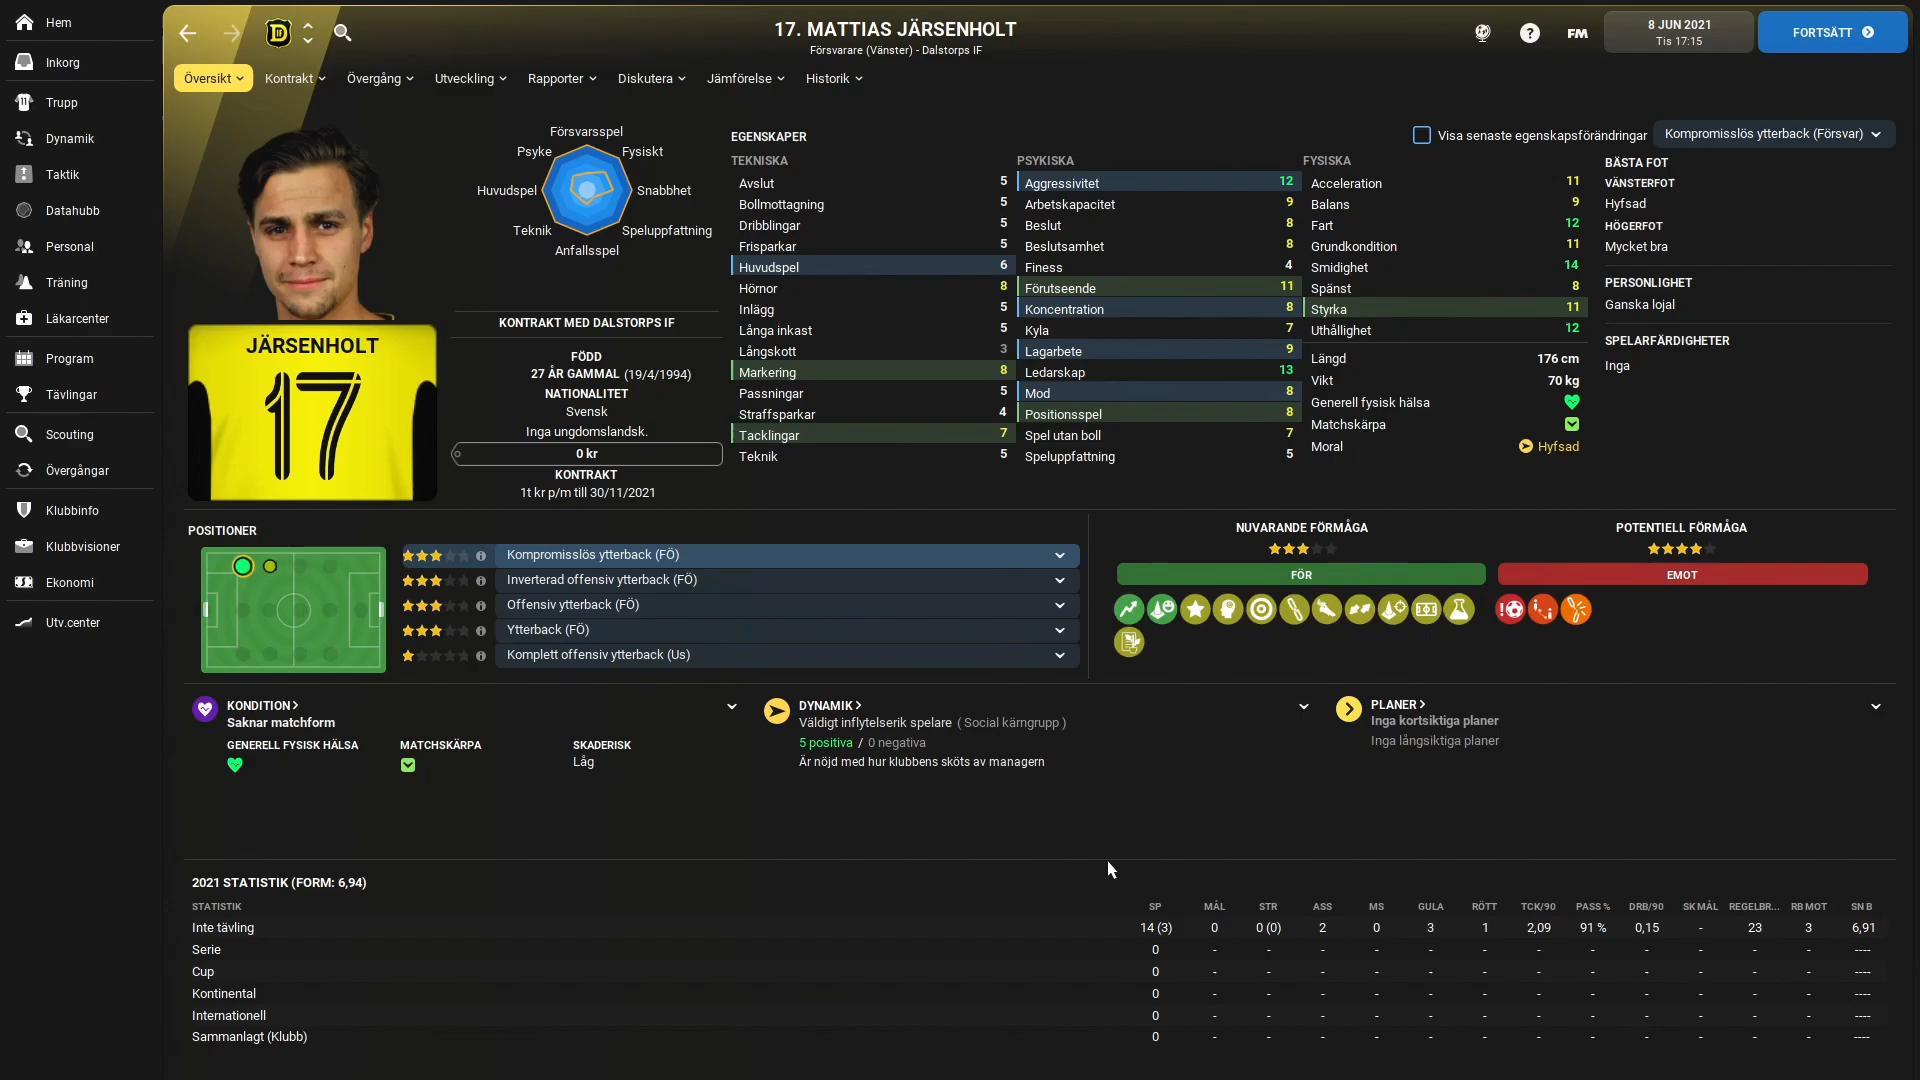 Hem
Inkorg
Trupp
Dynamik
Taktik
Datahubb
Personal
Träning
Läkarcenter
Program
Tävlingar
Scouting
Övergångar
Klubbinfo
Klubbvisioner
Ekonomi
Utv.center
17. MATTIAS JÄRSENHOLT
Försvarare (Vänster) - Dalstorps IF
FM
8 JUN 2021
Tis 17:15
FORTSÄTT
Översikt Kontrakt Övergång Utveckling Rapporter Diskutera Jämförelse Historik
JÄRSENHOLT
17
Försvarsspel
Psyke Fysiskt
Huvudspel Snabbhet
Teknik Speluppfattning
Anfallsspel
KONTRAKT MED DALSTORPS IF
FÖDD
27 ÅR GAMMAL (19/4/1994)
NATIONALITET
Svensk
Inga ungdomslandsk.
0 kr
KONTRAKT
1t kr p/m till 30/11/2021
EGENSKAPER
Visa senaste egenskapsförändringar
Kompromisslös ytterback (Försvar)
TEKNISKA
Avslut 5
Bollmottagning 5
Dribblingar 5
Frisparkar 5
Huvudspel 6
Hörnor 8
Inlägg 5
Långa inkast 5
Långskott 3
Markering 8
Passningar 5
Straffsparkar 4
Tacklingar 7
Teknik 5
PSYKISKA
Aggressivitet 12
Arbetskapacitet 9
Beslut 8
Beslutsamhet 8
Finess 4
Förutseende 11
Koncentration 8
Kyla 7
Lagarbete 9
Ledarskap 13
Mod 8
Positionsspel 8
Spel utan boll 7
Speluppfattning 5
FYSISKA
Acceleration 11
Balans 9
Fart 12
Grundkondition 11
Smidighet 14
Spänst 8
Styrka 11
Uthållighet 12
Längd 176 cm
Vikt 70 kg
Generell fysisk hälsa
Matchskärpa
Moral Hyfsad
BÄSTA FOT
VÄNSTERFOT
Hyfsad
HÖGERFOT
Mycket bra
PERSONLIGHET
Ganska lojal
SPELARFÄRDIGHETER
Inga
POSITIONER
Kompromisslös ytterback (FÖ)
Inverterad offensiv ytterback (FÖ)
Offensiv ytterback (FÖ)
Ytterback (FÖ)
Komplett offensiv ytterback (Us)
NUVARANDE FÖRMÅGA
POTENTIELL FÖRMÅGA
FÖR
EMOT
KONDITION
Saknar matchform
GENERELL FYSISK HÄLSA MATCHSKÄRPA SKADERISK
Låg
DYNAMIK
Väldigt inflytelserik spelare ( Social kärngrupp )
5 positiva / 0 negativa
Är nöjd med hur klubbens sköts av managern
PLANER
Inga kortsiktiga planer
Inga långsiktiga planer
2021 STATISTIK (FORM: 6,94)
STATISTIK SP MÅL STR ASS MS GULA RÖTT TCK/90 PASS % DRB/90 SK MÅL REGELBR... RB MOT SN B
Inte tävling 14 (3) 0 0 (0) 2 0 3 1 2,09 91 % 0,15 - 23 3 6,91
Serie 0 - - - - - - - - - - - - ----
Cup 0 - - - - - - - - - - - - ----
Kontinental 0 - - - - - - - - - - - - ----
Internationell 0 - - - - - - - - - - - - ----
Sammanlagt (Klubb) 0 - - - - - - - - - - - - ----